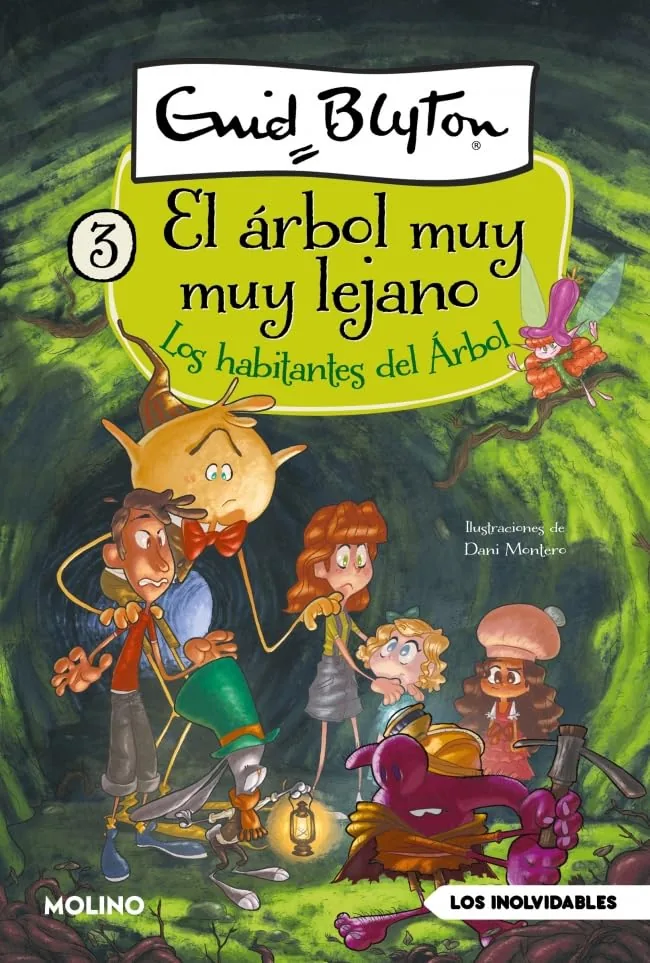 Enid Blyton®
3
El árbol muy
muy lejano
Los habitantes del Árbol
Ilustraciones de
Dani Montero
MOLINO
LOS INOLVIDABLES